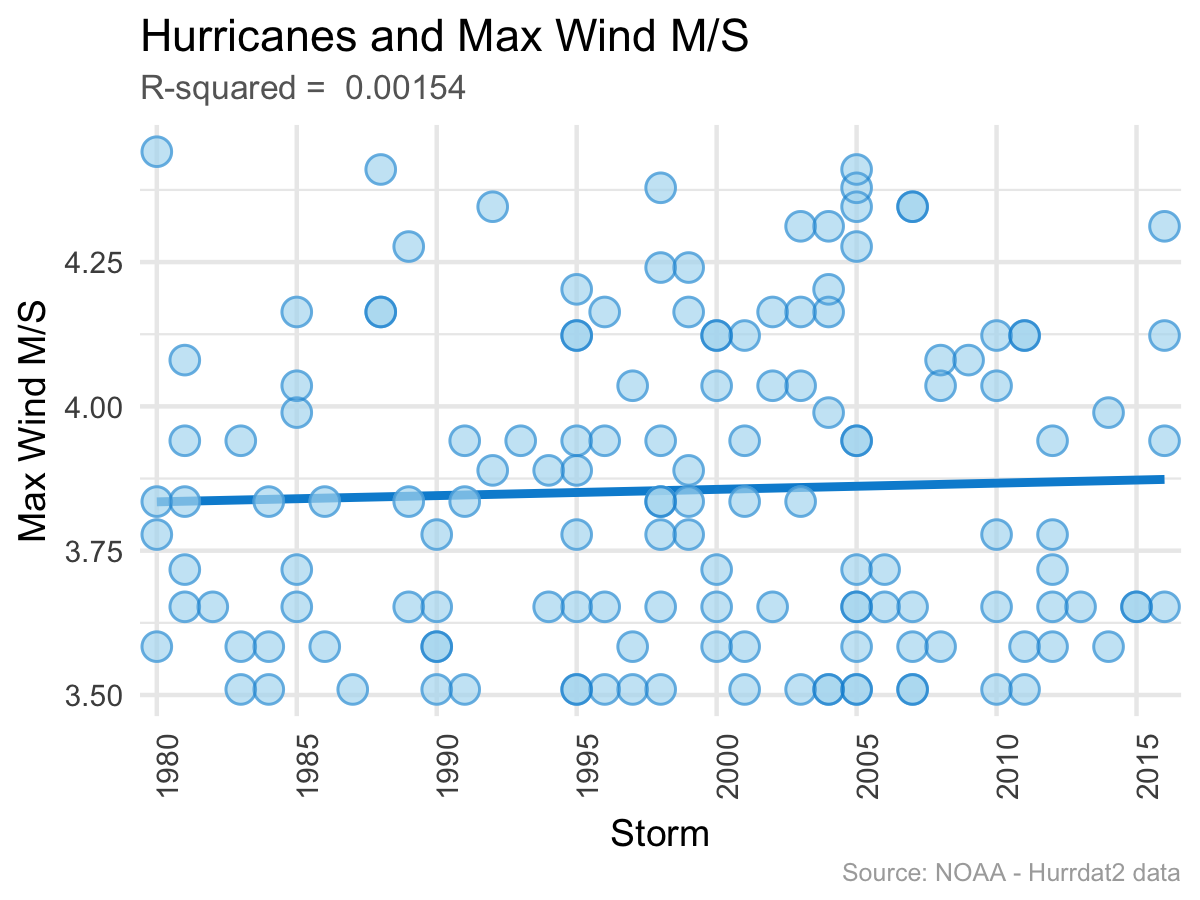 Hurricanes and Max Wind M/S
R-squared = 0.00154
Max Wind M/S
4.25
4.00
3.75
3.50
1980
1985
1990
1995
2000
2005
2010
2015
Storm
Source: NOAA - Hurrdat2 data